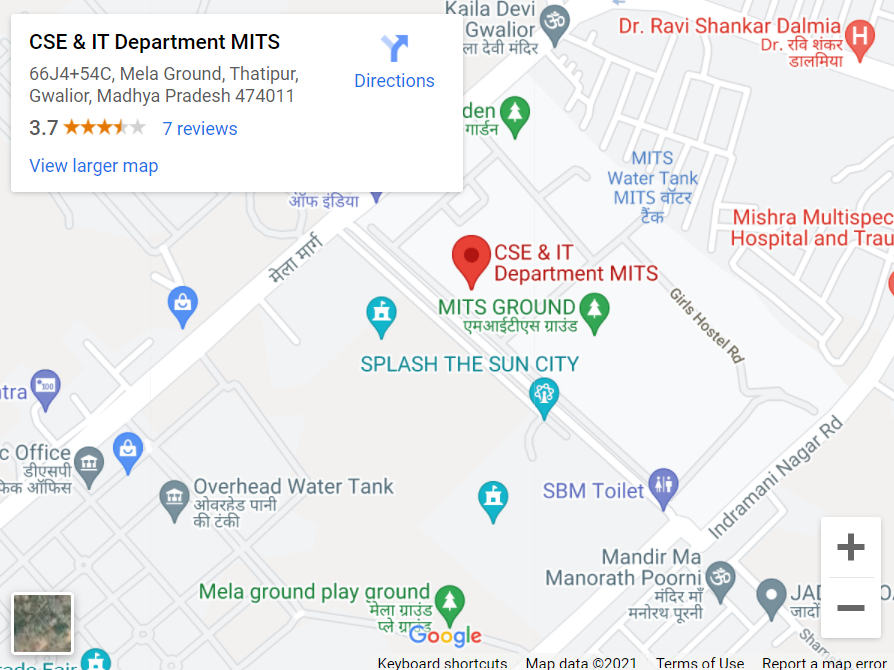 CSE & IT Department MITS
66J4+54C, Mela Ground, Thatipur,
Gwalior, Madhya Pradesh 474011
3.7
7 reviews
View larger map
Directions
Kaila Devi
Gwalior
ला देवी मंदिर
Dr. Ravi Shankar Dalmia
डॉ. रवि शंकर
डालमिया
H
den
गार्डन
ऑफ इंडिया
MITS
Water Tank
MITS वॉटर
टैंक
Mishra Multispec
Hospital and Trau
मेला मार्ग
CSE & IT
Department MITS
MITS GROUND
एमआईटीएस ग्राउंड
Girls Hostel Rd
SPLASH THE SUN CITY
tra
100
c Office
डीएसपी
फिक ऑफिस
Overhead Water Tank
ओवरहेड पानी
की टंकी
SBM Toilet
Indramani Nagar Rd
Mandir Ma
Manorath Poorni
मंदिर माँ
मनोरथ पूरनी
JAD
जादों
Sham
Mela ground play ground
मेला ग्राउंड
प्ले ग्राउंड
Google
rade Fair
Keyboard shortcuts
Map data ©2021
Terms of Use
Report a map error